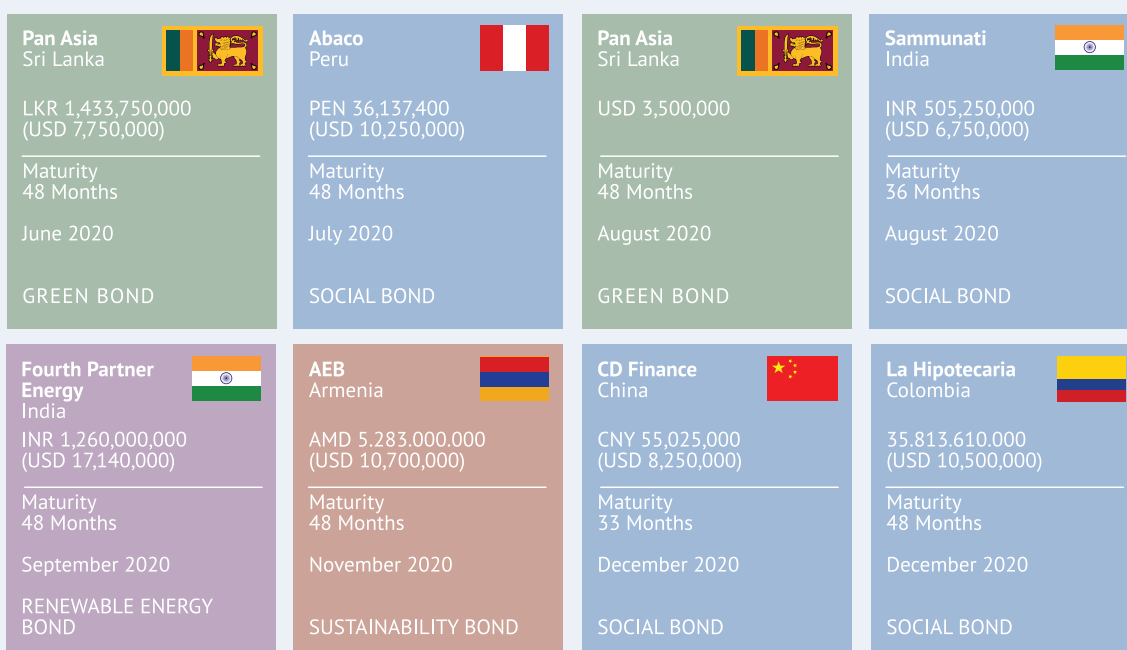 Pan Asia
Sri Lanka
LKR 1,433,750,000
(USD 7,750,000)
Maturity
48 Months
June 2020
GREEN BOND
Abaco
Peru
PEN 36,137,400
(USD 10,250,000)
Maturity
48 Months
July 2020
SOCIAL BOND
Pan Asia
Sri Lanka
USD 3,500,000
Maturity
48 Months
August 2020
GREEN BOND
Sammunati
India
INR 505,250,000
(USD 6,750,000)
Maturity
36 Months
August 2020
SOCIAL BOND
Fourth Partner
Energy
India
INR 1,260,000,000
(USD 17,140,000)
Maturity
48 Months
September 2020
RENEWABLE ENERGY
BOND
AEB
Armenia
AMD 5.283.000.000
(USD 10,700,000)
Maturity
48 Months
November 2020
SUSTAINABILITY BOND
CD Finance
China
CNY 55,025,000
(USD 8,250,000)
Maturity
33 Months
December 2020
SOCIAL BOND
La Hipotecaria
Colombia
35.813.610.000
(USD 10,500,000)
Maturity
48 Months
December 2020
SOCIAL BOND